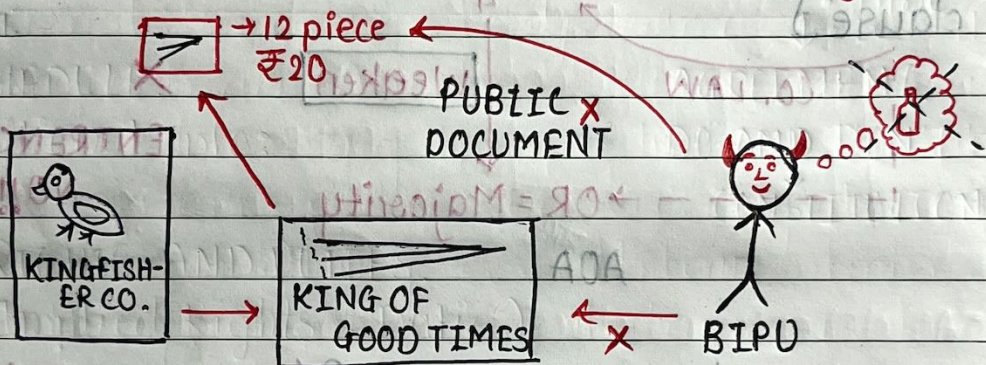 →12 piece
₹20
PUBLIC X
DOCUMENT
KINGFISH-
ER CO.
KING OF
GOOD TIMES
X
BIPU